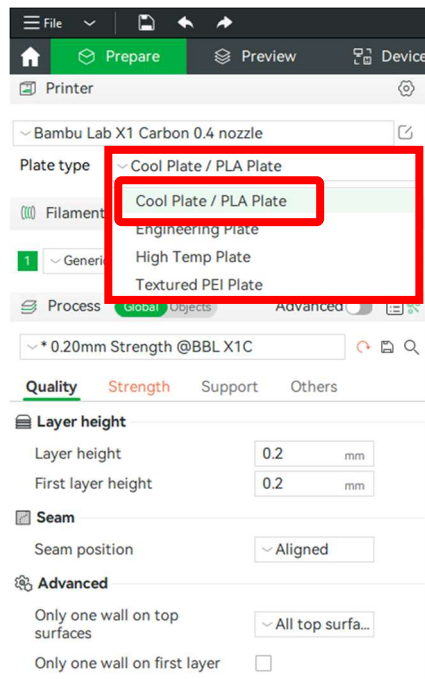 File
Prepare Preview Device
Printer
Bambu Lab X1 Carbon 0.4 nozzle
Plate type Cool Plate / PLA Plate
Cool Plate / PLA Plate
Filament
Engineering Plate
1 Generi
High Temp Plate
Textured PEI Plate
Process Global Objects Advanced
* 0.20mm Strength @BBL X1C
Quality Strength Support Others
Layer height
Layer height 0.2 mm
First layer height 0.2 mm
Seam
Seam position Aligned
Advanced
Only one wall on top
surfaces All top surfa...
Only one wall on first layer